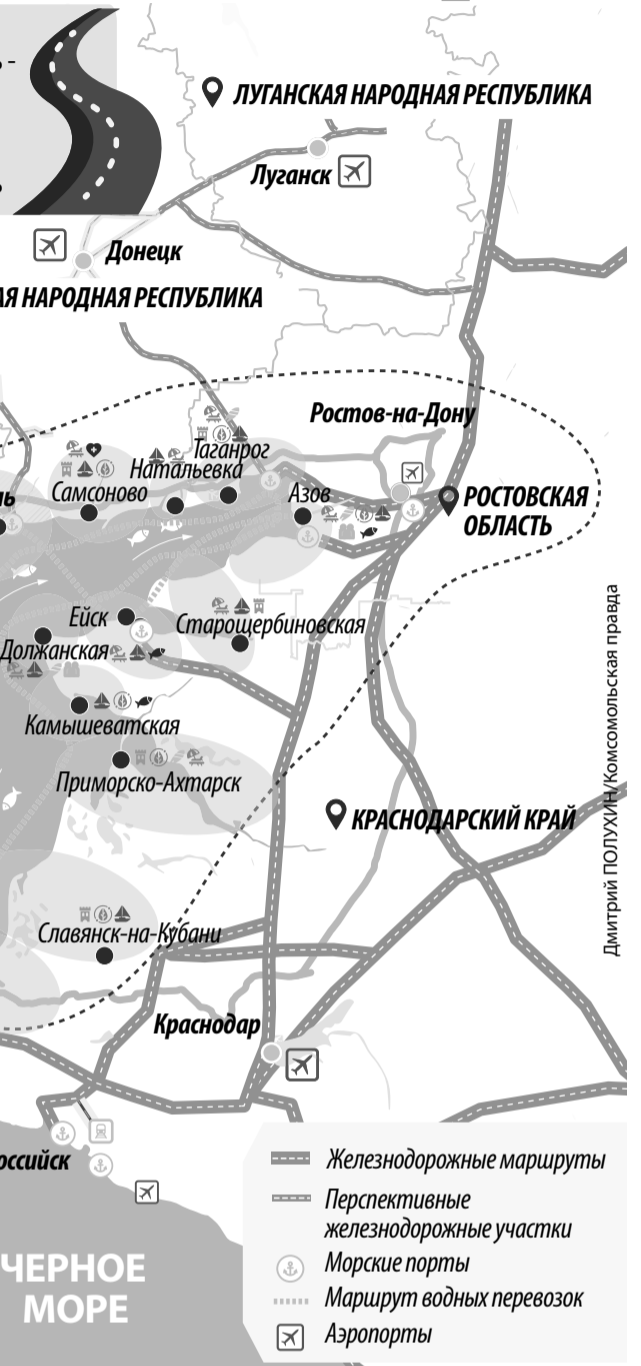 ЛУГАНСКАЯ НАРОДНАЯ РЕСПУБЛИКА
Луганск
Донецк
АЯ НАРОДНАЯ РЕСПУБЛИКА
Ростов-на-Дону
Таганрог
Натальевка
Самсоново
Азов
РОСТОВСКАЯ
ОБЛАСТЬ
Ейск
Старощербиновская
Должанская
Камышеватская
Приморско-Ахтарск
КРАСНОДАРСКИЙ КРАЙ
Дмитрий ПОЛУХИН/Комсомольская правда
Славянск-на-Кубани
Краснодар
оссийск
ЧЕРНОЕ
МОРЕ
Железнодорожные маршруты
Перспективные
железнодорожные участки
Морские порты
Маршрут водных перевозок
Аэропорты